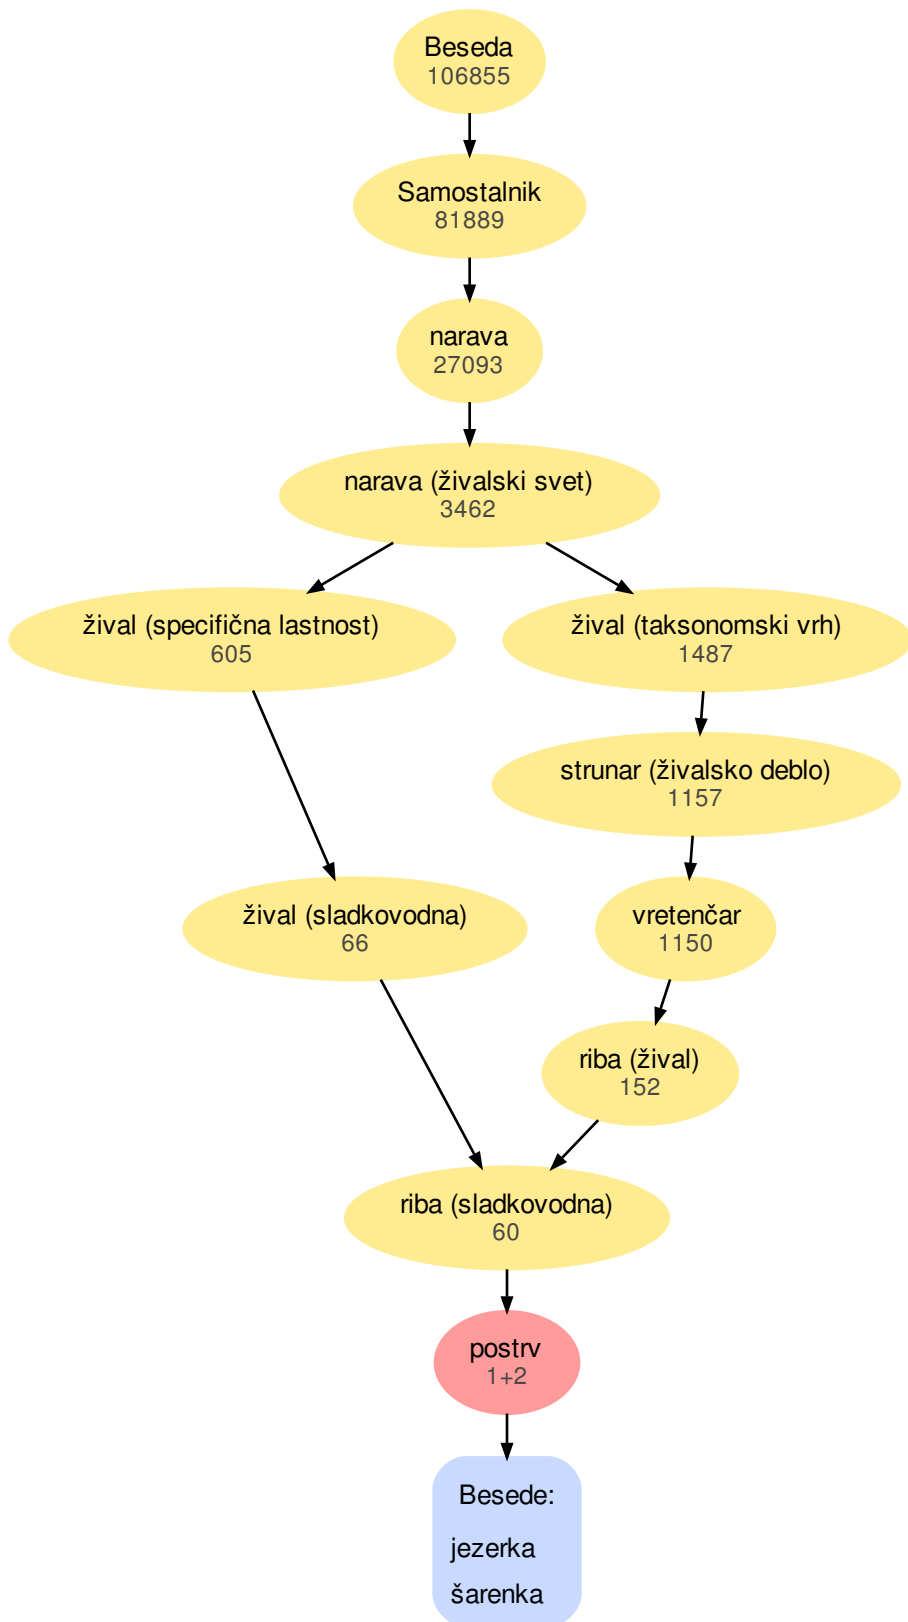 Beseda
106855
Samostalnik
81889
narava
27093
narava (živalski svet)
3462
žival (specifična lastnost)
605
žival (taksonomski vrh)
1487
strunar (živalsko deblo)
1157
žival (sladkovodna)
66
vretenčar
1150
riba (žival)
152
riba (sladkovodna)
60
postrv
1+2
Besede:
jezerka
šarenka